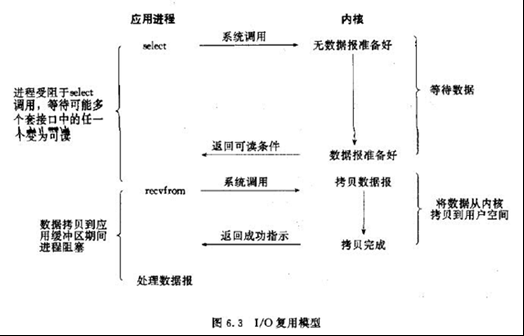 应用进程
内核
select
系统调用
无数据报准备好
进程受阻于select
调用，等待可能多
个套接口中的任一
个变为可读
等待数据
返回可读条件
数据报准备好
recvfrom
系统调用
拷贝数据报
数据拷贝到应
用缓冲区期间
进程阻塞
将数据从内核
拷贝到用户空间
返回成功指示
拷贝完成
处理数据报
图 6.3 I/O 复用模型